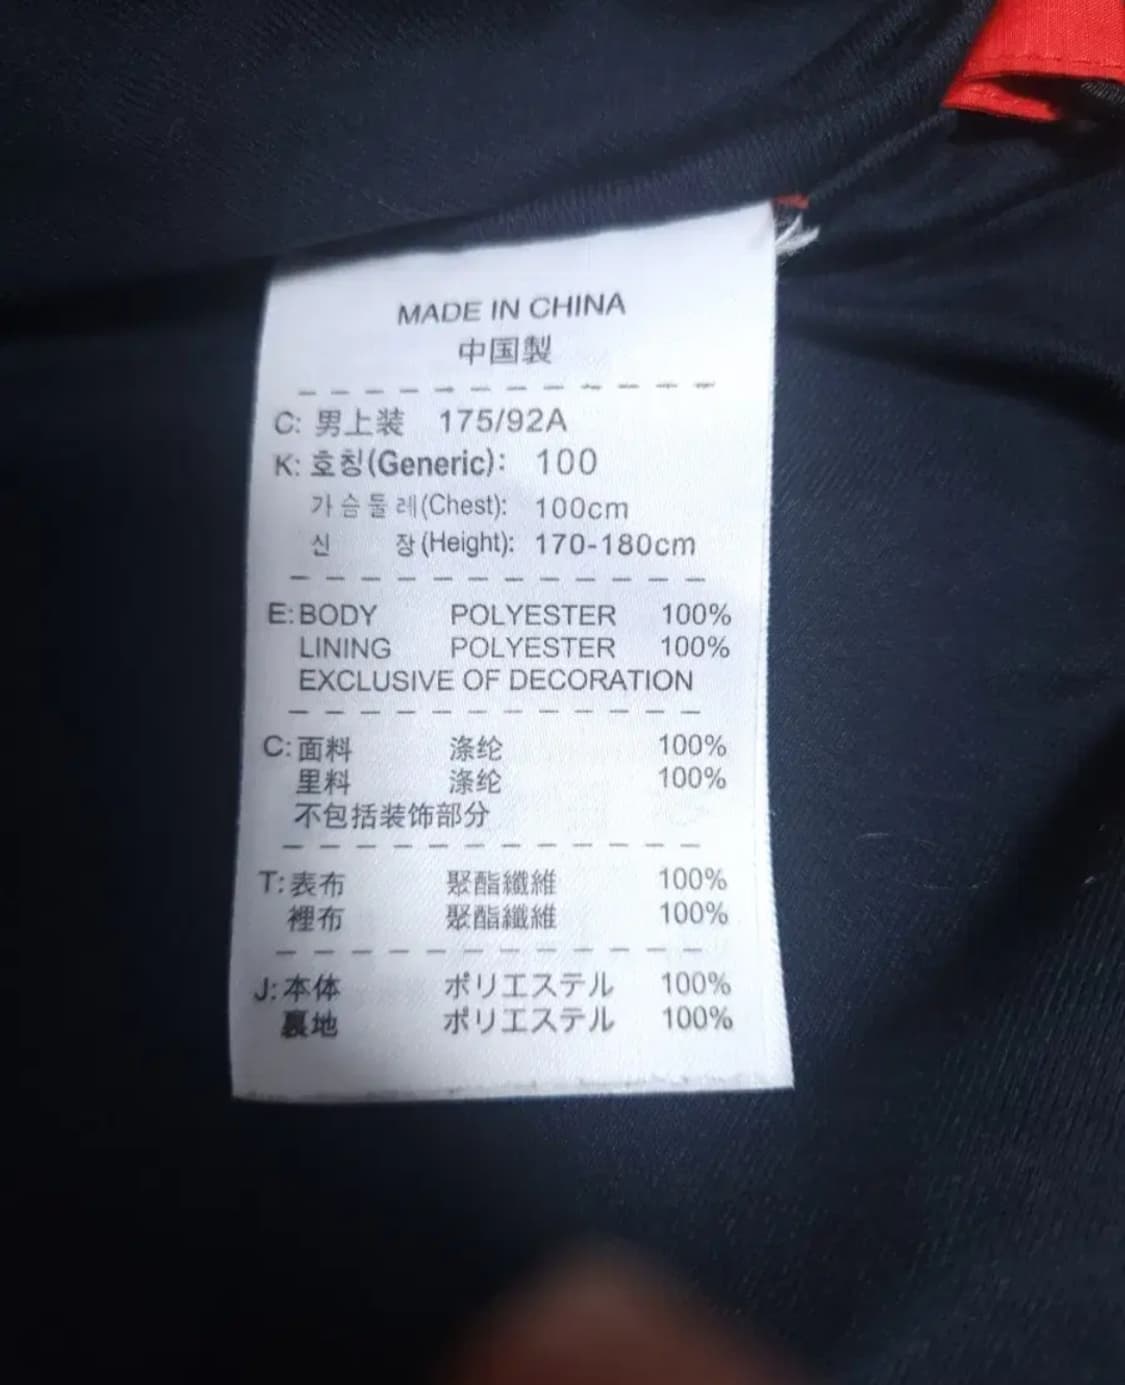 MADE IN CHINA
中国製
C: 男上装 175/92A
K: 호칭(Generic): 100
가슴둘레(Chest): 100cm
신 장(Height): 170-180cm
E: BODY POLYESTER 100%
LINING POLYESTER 100%
EXCLUSIVE OF DECORATION
C: 面料 涤纶 100%
里料 涤纶 100%
不包括装饰部分
T: 表布 聚酯纖維 100%
裡布 聚酯纖維 100%
J: 本体 ポリエステル 100%
裏地 ポリエステル 100%